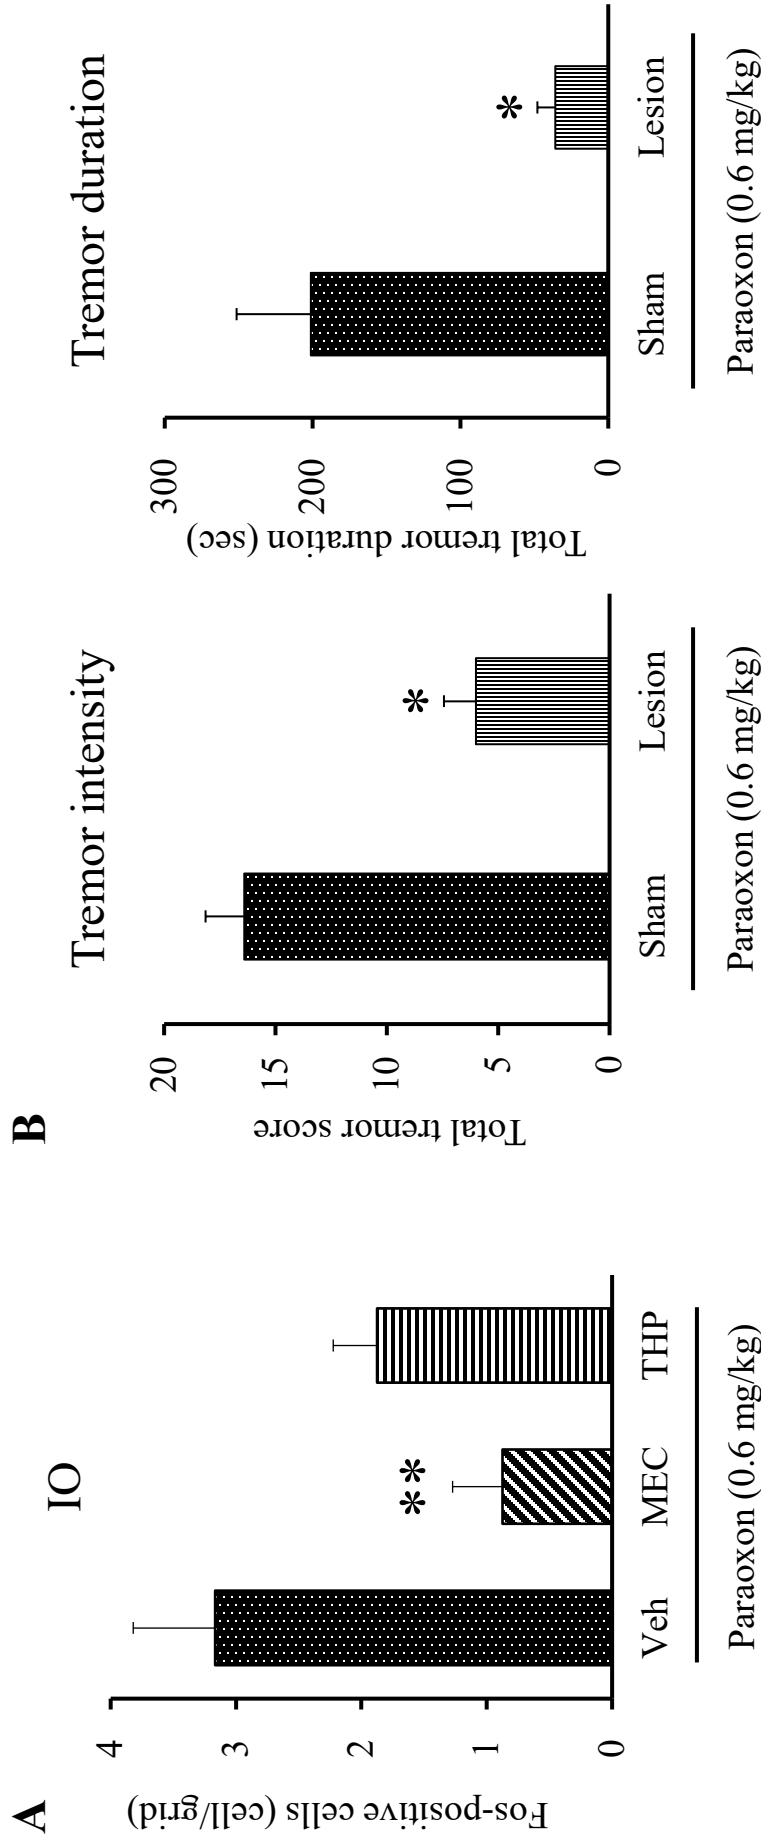 A
IO
Fos-positive cells (cell/grid)
4
3
2
1
0
**
Veh MEC THP
Paraoxon (0.6 mg/kg)
B
Tremor intensity
Total tremor score
20
15
10
5
0
*
Sham Lesion
Paraoxon (0.6 mg/kg)
Tremor duration
Total tremor duration (sec)
300
200
100
0
*
Sham Lesion
Paraoxon (0.6 mg/kg)